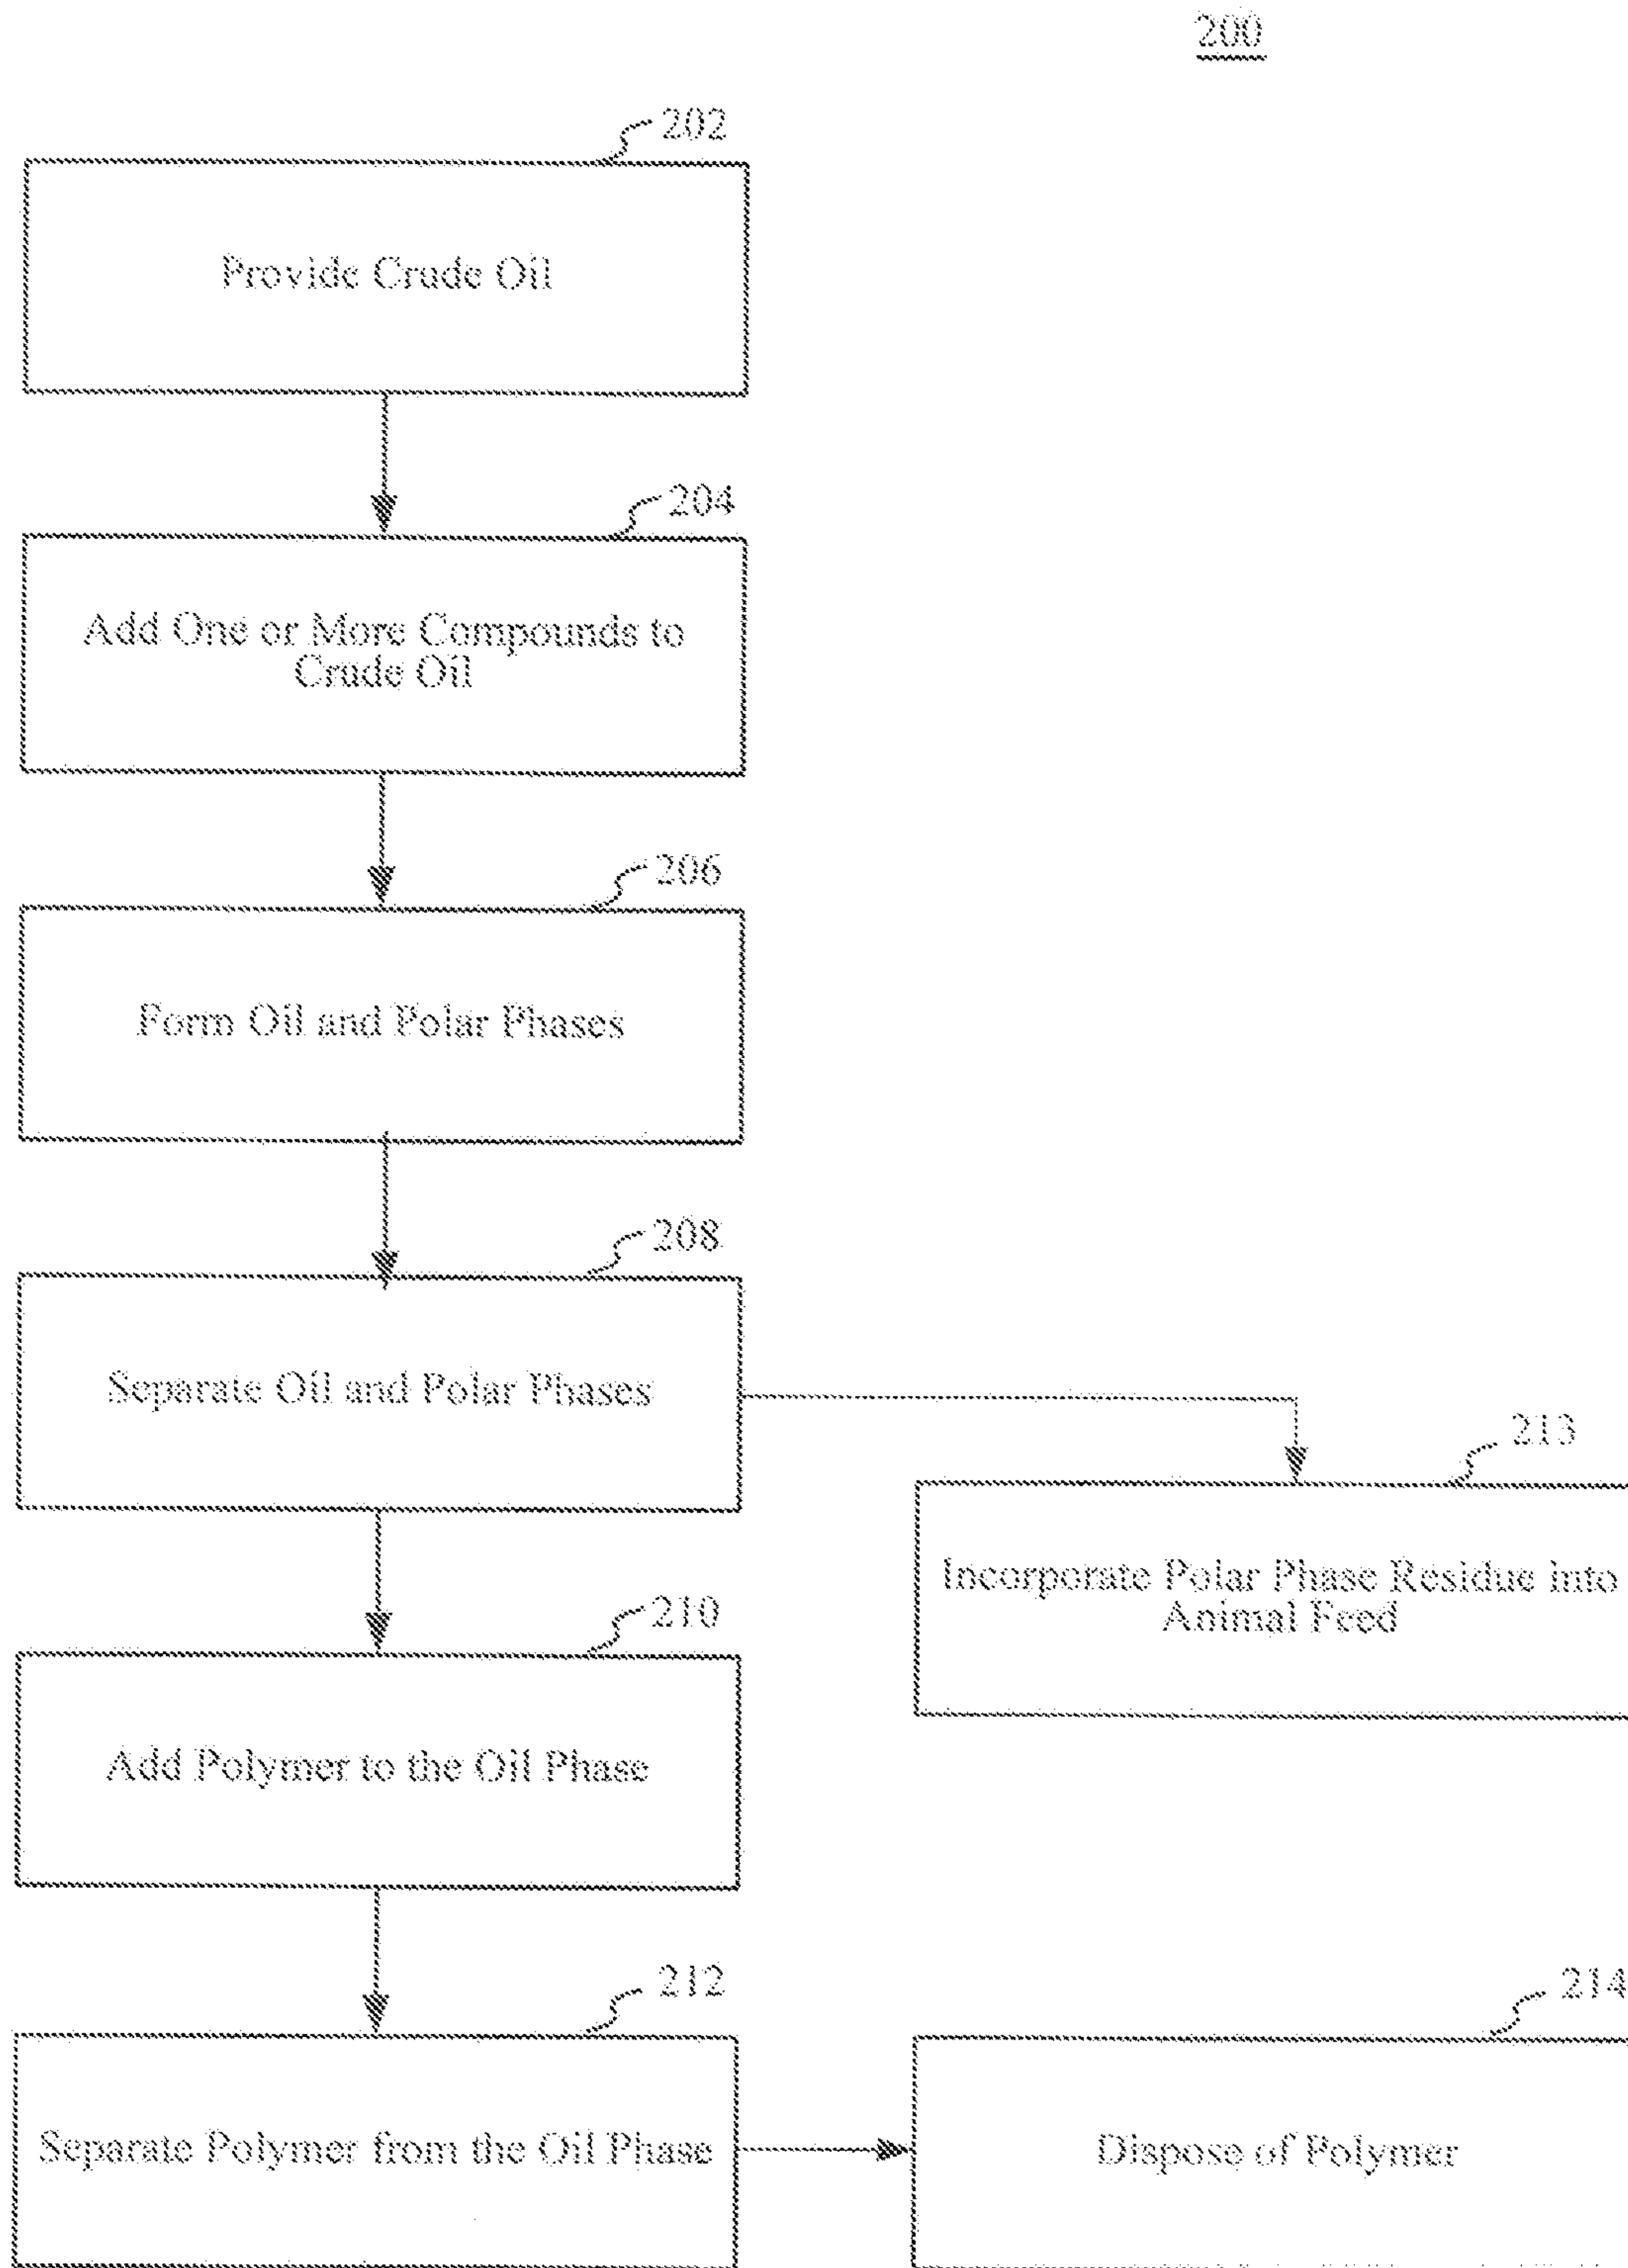 200
202
Provide Crude Oil
204
Add One or More Compounds to
Crude Oil
206
Form Oil and Polar Phases
208
Separate Oil and Polar Phases
213
Incorporate Polar Phase Residue into
Animal Feed
210
Add Polymer to the Oil Phase
212
Separate Polymer from the Oil Phase
214
Dispose of Polymer